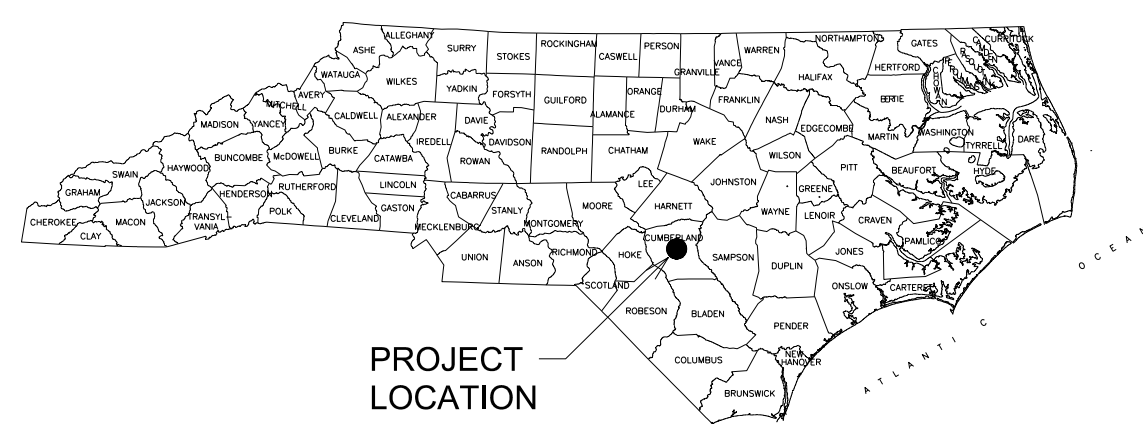 ALLEGHANY
ASHE
SURRY
STOKES
ROCKINGHAM
CASWELL
PERSON
GRANVILLE
VANCE
WARREN
NORTHAMPTON
GATES
HERTFORD
CURRITUCK
CAMDEN
HALIFAX
WATAUGA
WILKES
YADKIN
FORSYTH
GUILFORD
ALAMANCE
ORANGE
DURHAM
FRANKLIN
NASH
EDGECOMBE
BERTIE
CHOWAN
MITCHELL
AVERY
CALDWELL
ALEXANDER
IREDELL
DAVIE
DAVIDSON
RANDOLPH
CHATHAM
WAKE
WILSON
MARTIN
WASHINGTON
TYRRELL
DARE
MADISON
YANCEY
McDOWELL
BURKE
CATAWBA
ROWAN
JOHNSTON
GREENE
PITT
BEAUFORT
HYDE
SWAIN
HAYWOOD
BUNCOMBE
RUTHERFORD
LINCOLN
CABARRUS
STANLY
MONTGOMERY
MOORE
LEE
HARNETT
WAYNE
LENOIR
CRAVEN
PAMLICO
GRAHAM
JACKSON
HENDERSON
POLK
CLEVELAND
GASTON
MECKLENBURG
CHEROKEE
CLAY
MACON
TRANSYL
VANIA
UNION
ANSON
RICHMOND
SCOTLAND
HOKE
CUMBERLAND
SAMPSON
DUPLIN
JONES
ONSLOW
CARTERET
ROBESON
BLADEN
PENDER
COLUMBUS
NEW
HANOVER
BRUNSWICK
PROJECT
LOCATION
ATLANTIC OCEAN